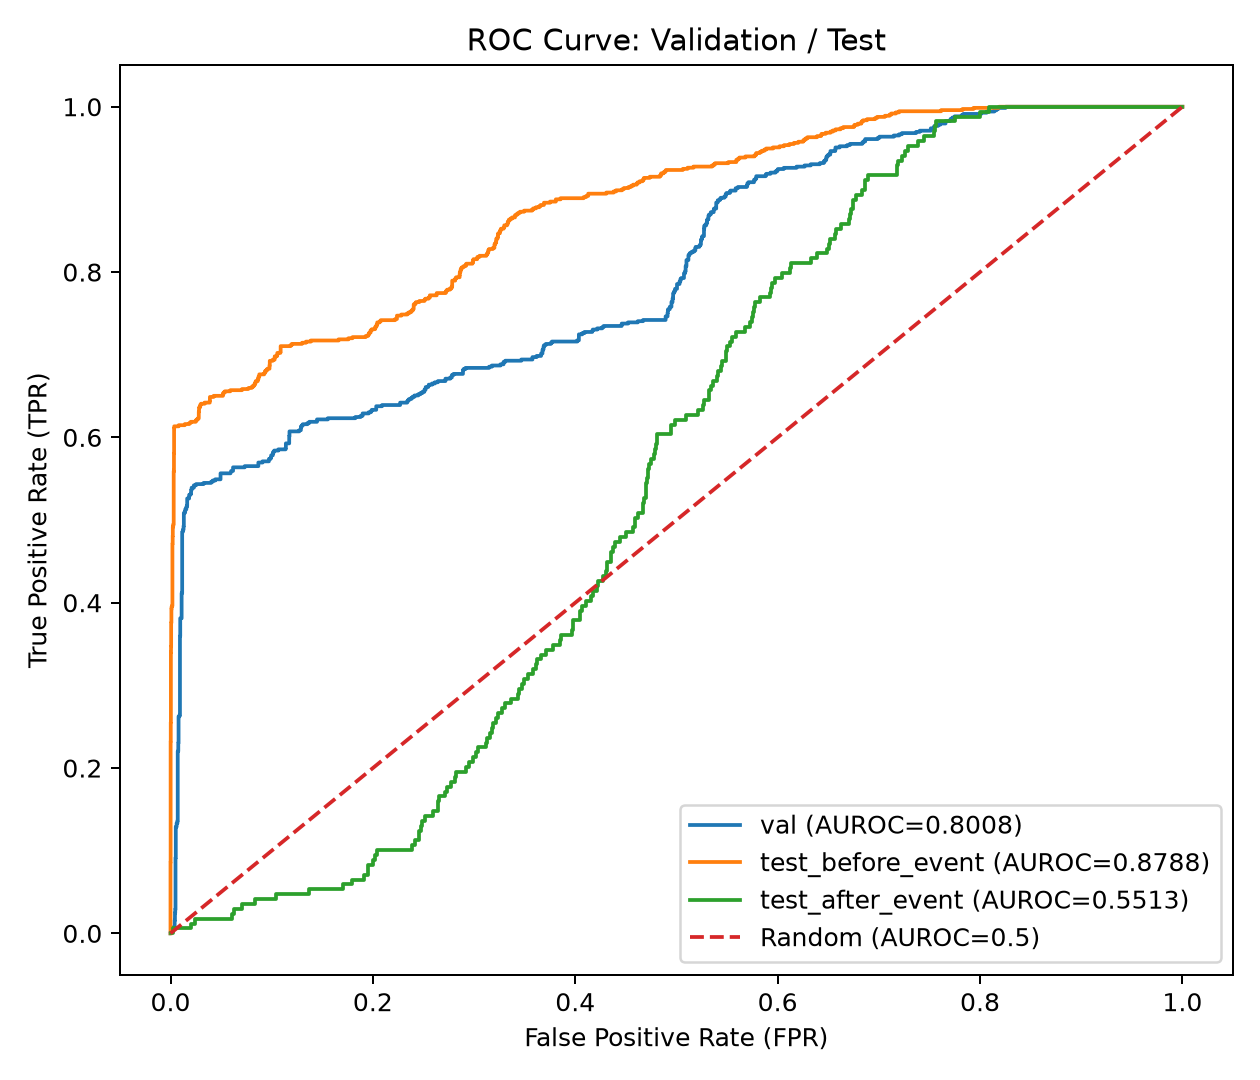 ROC Curve: Validation / Test
True Positive Rate (TPR)
1.0
0.8
0.6
0.4
0.2
0.0
val (AUROC=0.8008)
test_before_event (AUROC=0.8788)
test_after_event (AUROC=0.5513)
Random (AUROC=0.5)
0.0 0.2 0.4 0.6 0.8 1.0
False Positive Rate (FPR)